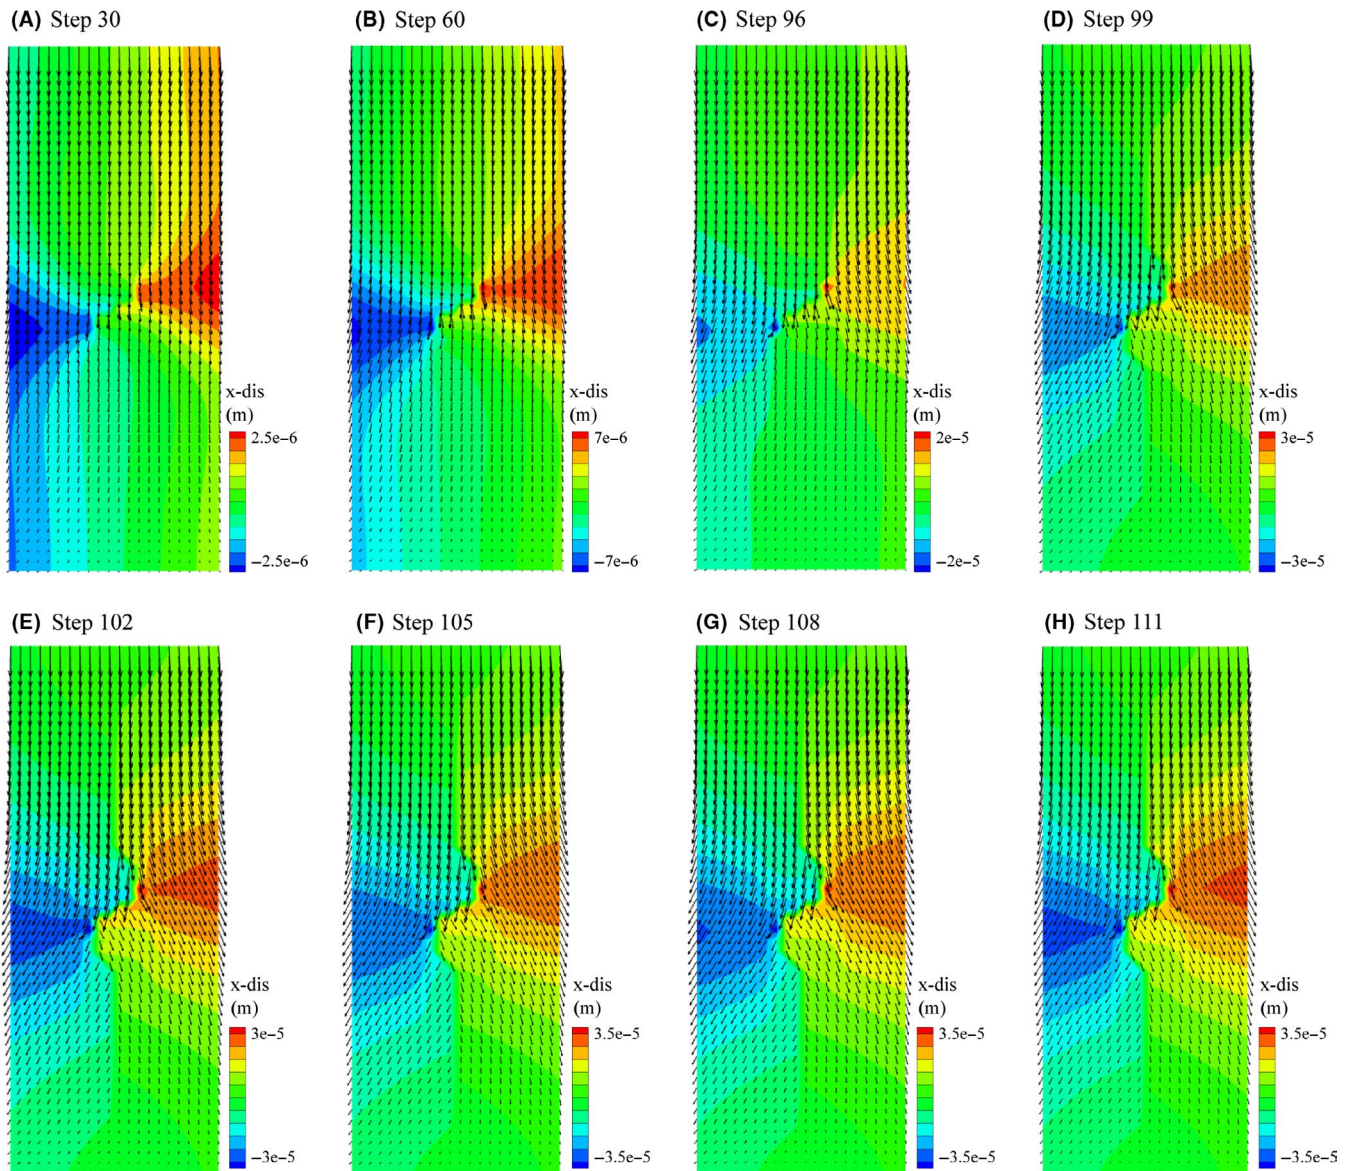 (A) Step 30
(B) Step 60
(C) Step 96
(D) Step 99
x-dis
(m)
2.5e−6
−2.5e−6
x-dis
(m)
7e−6
−7e−6
x-dis
(m)
2e−5
−2e−5
x-dis
(m)
3e−5
−3e−5
(E) Step 102
(F) Step 105
(G) Step 108
(H) Step 111
x-dis
(m)
3e−5
−3e−5
x-dis
(m)
3.5e−5
−3.5e−5
x-dis
(m)
3.5e−5
−3.5e−5
x-dis
(m)
3.5e−5
−3.5e−5